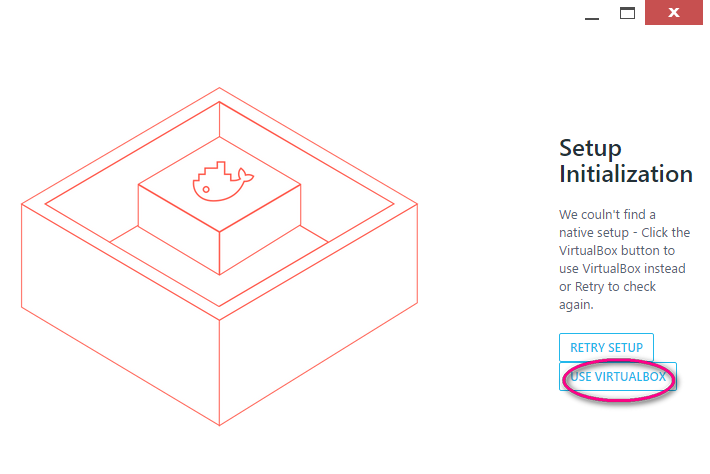 Setup
Initialization
We couln't find a
native setup - Click the
VirtualBox button to
use VirtualBox instead
or Retry to check
again.
RETRY SETUP
USE VIRTUALBOX